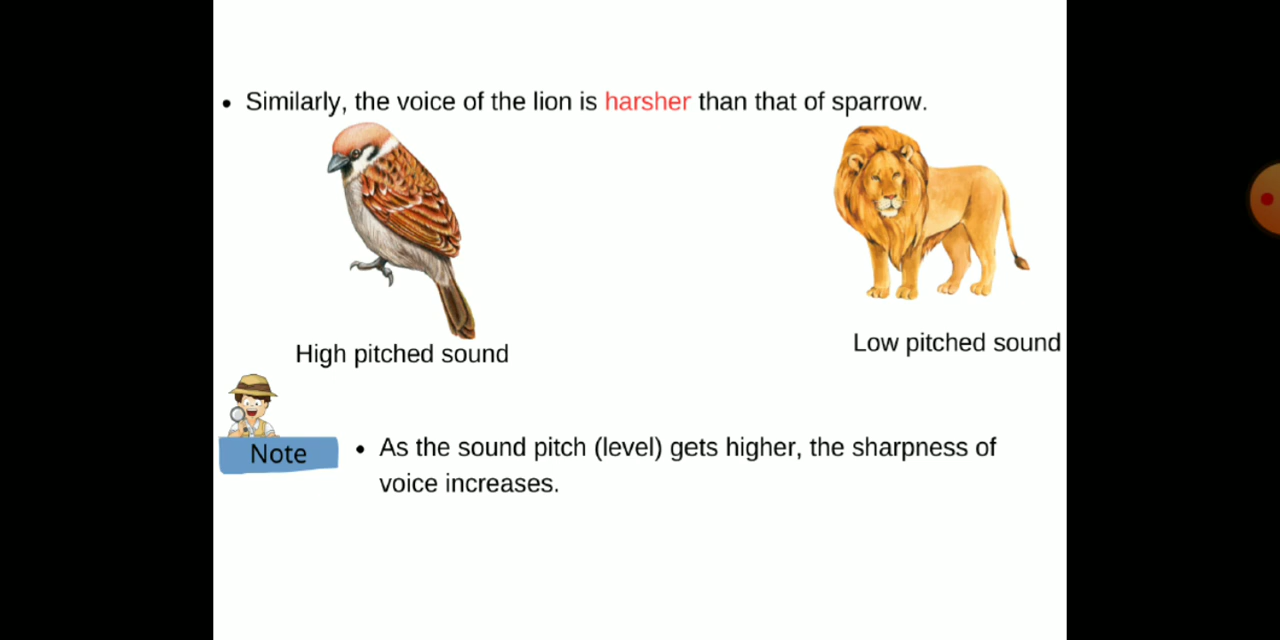 • Similarly, the voice of the lion is harsher than that of sparrow.
High pitched sound
Low pitched sound
Note
• As the sound pitch (level) gets higher, the sharpness of
voice increases.